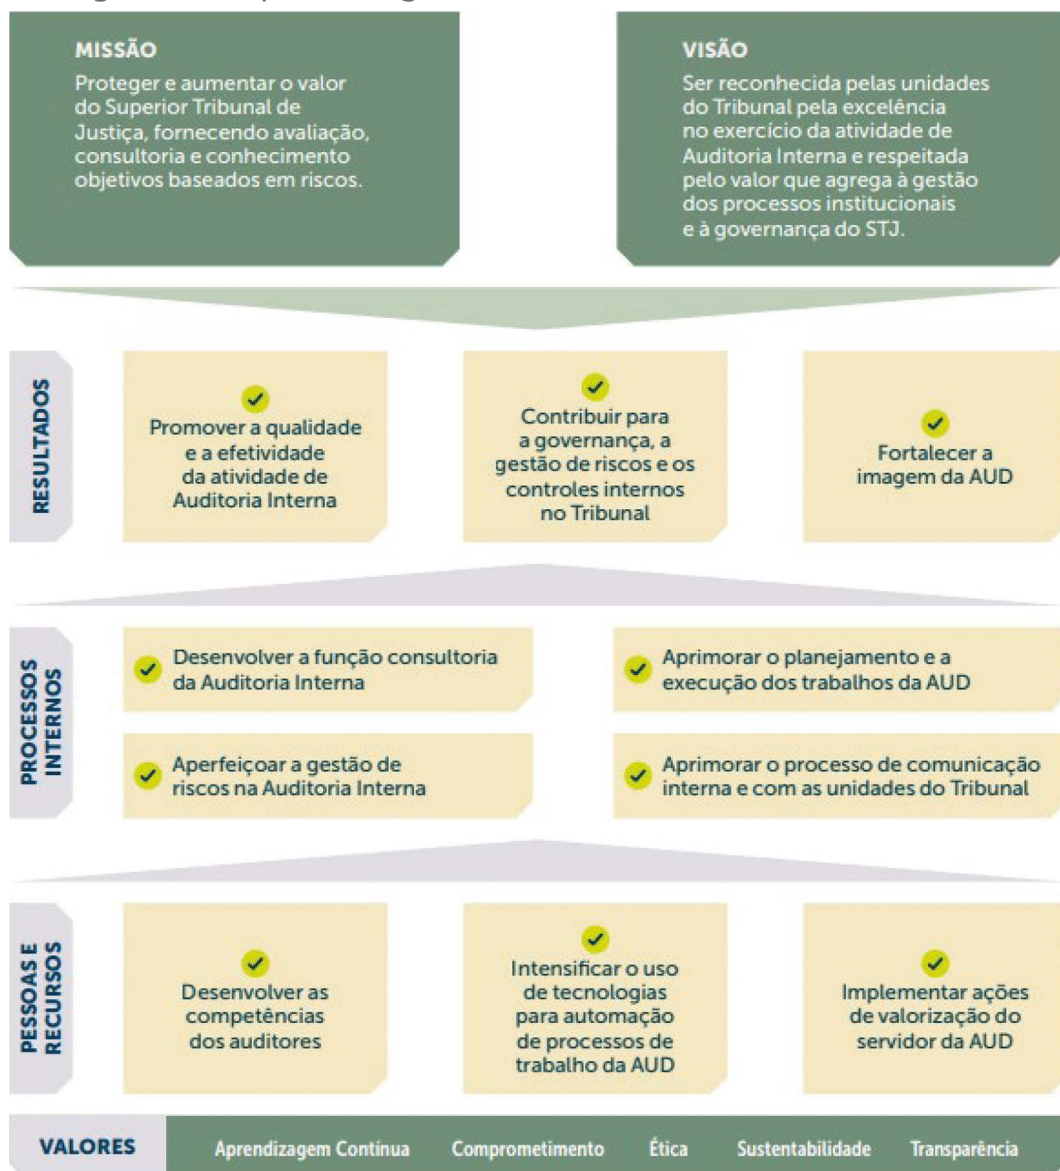 MISSÃO
Proteger e aumentar o valor
do Superior Tribunal de
Justiça, fornecendo avaliação,
consultoria e conhecimento
objetivos baseados em riscos.
VISÃO
Ser reconhecida pelas unidades
do Tribunal pela excelência
no exercício da atividade de
Auditoria Interna e respeitada
pelo valor que agrega à gestão
dos processos institucionais
e à governança do STJ.
RESULTADOS
Promover a qualidade
e a efetividade
da atividade de
Auditoria Interna
Contribuir para
a governança, a
gestão de riscos e os
controles internos
no Tribunal
Fortalecer a
imagem da AUD
PROCESSOS
INTERNOS
Desenvolver a função consultoria
da Auditoria Interna
Aprimorar o planejamento e a
execução dos trabalhos da AUD
Aperfeiçoar a gestão de
riscos na Auditoria Interna
Aprimorar o processo de comunicação
interna e com as unidades do Tribunal
PESSOAS E
RECURSOS
Desenvolver as
competências
dos auditores
Intensificar o uso
de tecnologias
para automação
de processos de
trabalho da AUD
Implementar ações
de valorização do
servidor da AUD
VALORES
Aprendizagem Contínua
Comprometimento
Ética
Sustentabilidade
Transparência